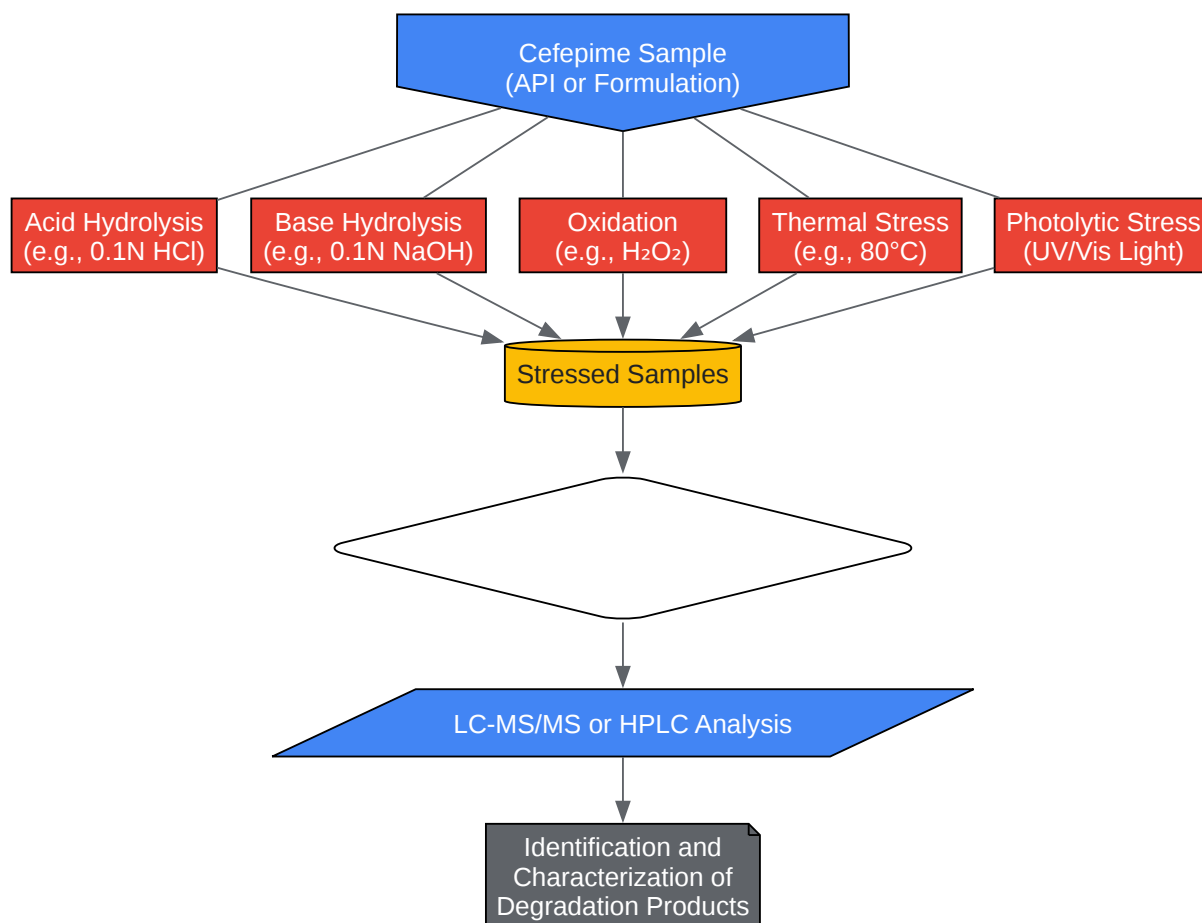 Cefepime Sample
(API or Formulation)
Acid Hydrolysis
(e.g., 0.1N HCl)
Base Hydrolysis
(e.g., 0.1N NaOH)
Oxidation
(e.g., H₂O₂)
Thermal Stress
(e.g., 80°C)
Photolytic Stress
(UV/Vis Light)
Stressed Samples
LC-MS/MS or HPLC Analysis
Identification and
Characterization of
Degradation Products